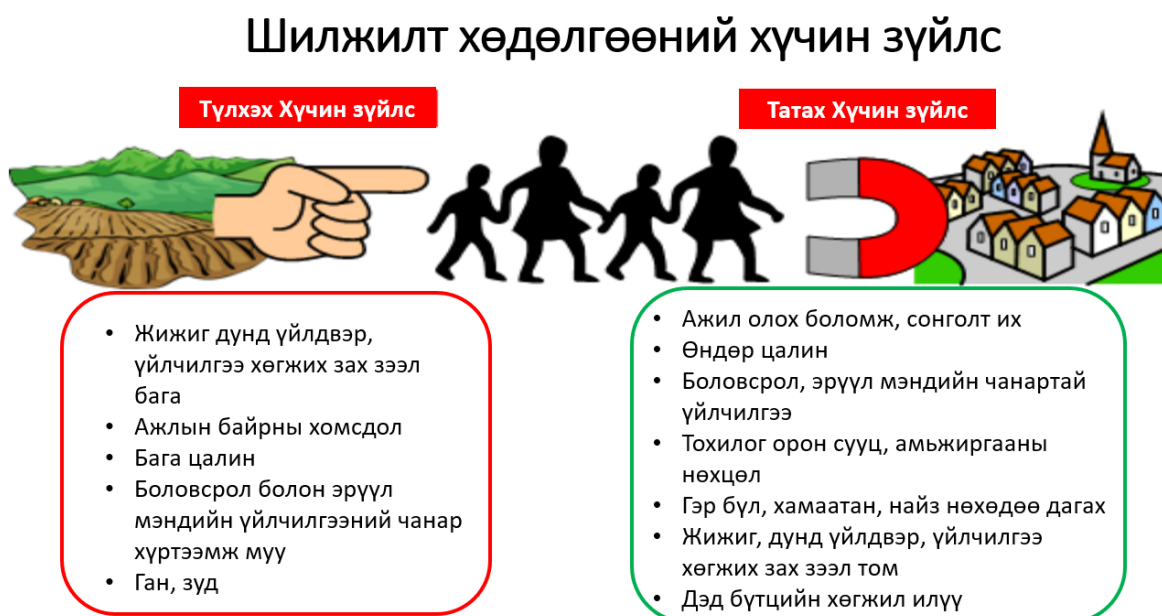 Шилжилт хөдөлгөөний хүчин зүйлс
Түлхэх Хүчин зүйлс
Татах Хүчин зүйлс
• Жижиг дунд үйлдвэр,
үйлчилгээ хөгжих зах зээл
бага
• Ажлын байрны хомсдол
• Бага цалин
• Боловсрол болон эрүүл
мэндийн үйлчилгээний чанар
хүртээмж муу
• Ган, зуд
• Ажил олох боломж, сонголт их
• Өндөр цалин
• Боловсрол, эрүүл мэндийн чанартай
үйлчилгээ
• Тохилог орон сууц, амьжиргааны
нөхцөл
• Гэр бүл, хамаатан, найз нөхөдөө дагах
• Жижиг, дунд үйлдвэр, үйлчилгээ
хөгжих зах зээл том
• Дэд бүтцийн хөгжил илүү